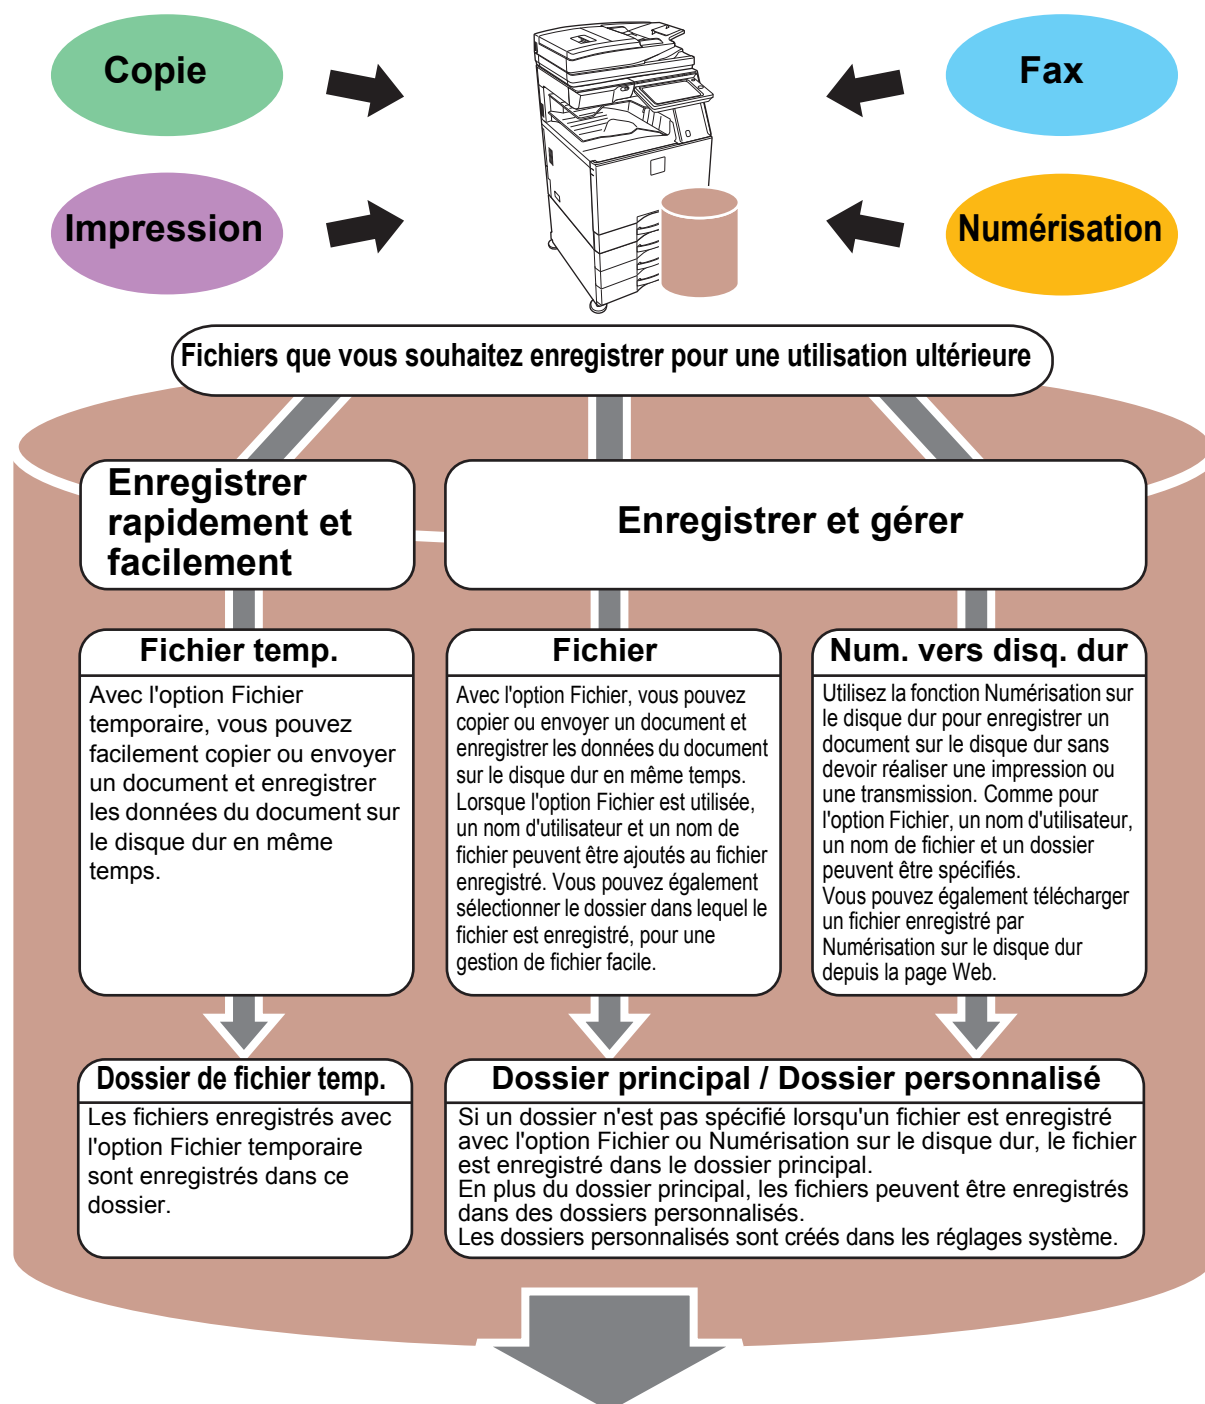 Copie
Fax
Impression
Numérisation
Fichiers que vous souhaitez enregistrer pour une utilisation ultérieure
Enregistrer
rapidement et
facilement
Enregistrer et gérer
Fichier temp.
Avec l'option Fichier
temporaire, vous pouvez
facilement copier ou envoyer
un document et enregistrer
les données du document sur
le disque dur en même
temps.
Fichier
Avec l'option Fichier, vous pouvez
copier ou envoyer un document et
enregistrer les données du document
sur le disque dur en même temps.
Lorsque l'option Fichier est utilisée,
un nom d'utilisateur et un nom de
fichier peuvent être ajoutés au fichier
enregistré. Vous pouvez également
sélectionner le dossier dans lequel le
fichier est enregistré, pour une
gestion de fichier facile.
Num. vers disq. dur
Utilisez la fonction Numérisation sur
le disque dur pour enregistrer un
document sur le disque dur sans
devoir réaliser une impression ou
une transmission. Comme pour
l'option Fichier, un nom d'utilisateur,
un nom de fichier et un dossier
peuvent être spécifiés.
Vous pouvez également télécharger
un fichier enregistré par
Numérisation sur le disque dur
depuis la page Web.
Dossier de fichier temp.
Les fichiers enregistrés avec
l'option Fichier temporaire
sont enregistrés dans ce
dossier.
Dossier principal / Dossier personnalisé
Si un dossier n'est pas spécifié lorsqu'un fichier est enregistré
avec l'option Fichier ou Numérisation sur le disque dur, le fichier
est enregistré dans le dossier principal.
En plus du dossier principal, les fichiers peuvent être enregistrés
dans des dossiers personnalisés.
Les dossiers personnalisés sont créés dans les réglages système.